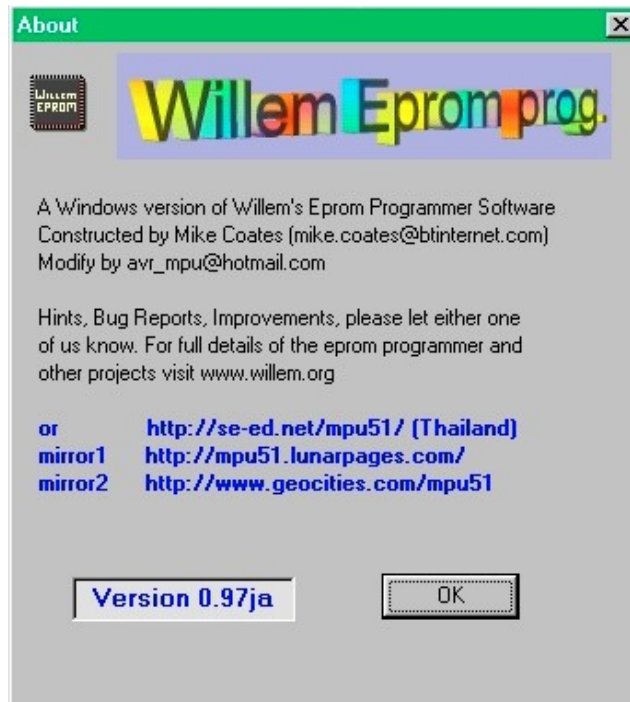 About
Willem EPROM
Willem Eprom prog.
A Windows version of Willem's Eprom Programmer Software
Constructed by Mike Coates (mike.coates@btinternet.com)
Modify by avr_mpu@hotmail.com
Hints, Bug Reports, Improvements, please let either one
of us know. For full details of the eprom programmer and
other projects visit www.willem.org
or http://se-ed.net/mpu51/ (Thailand)
mirror1 http://mpu51.lunarpages.com/
mirror2 http://www.geocities.com/mpu51
Version 0.97ja
OK